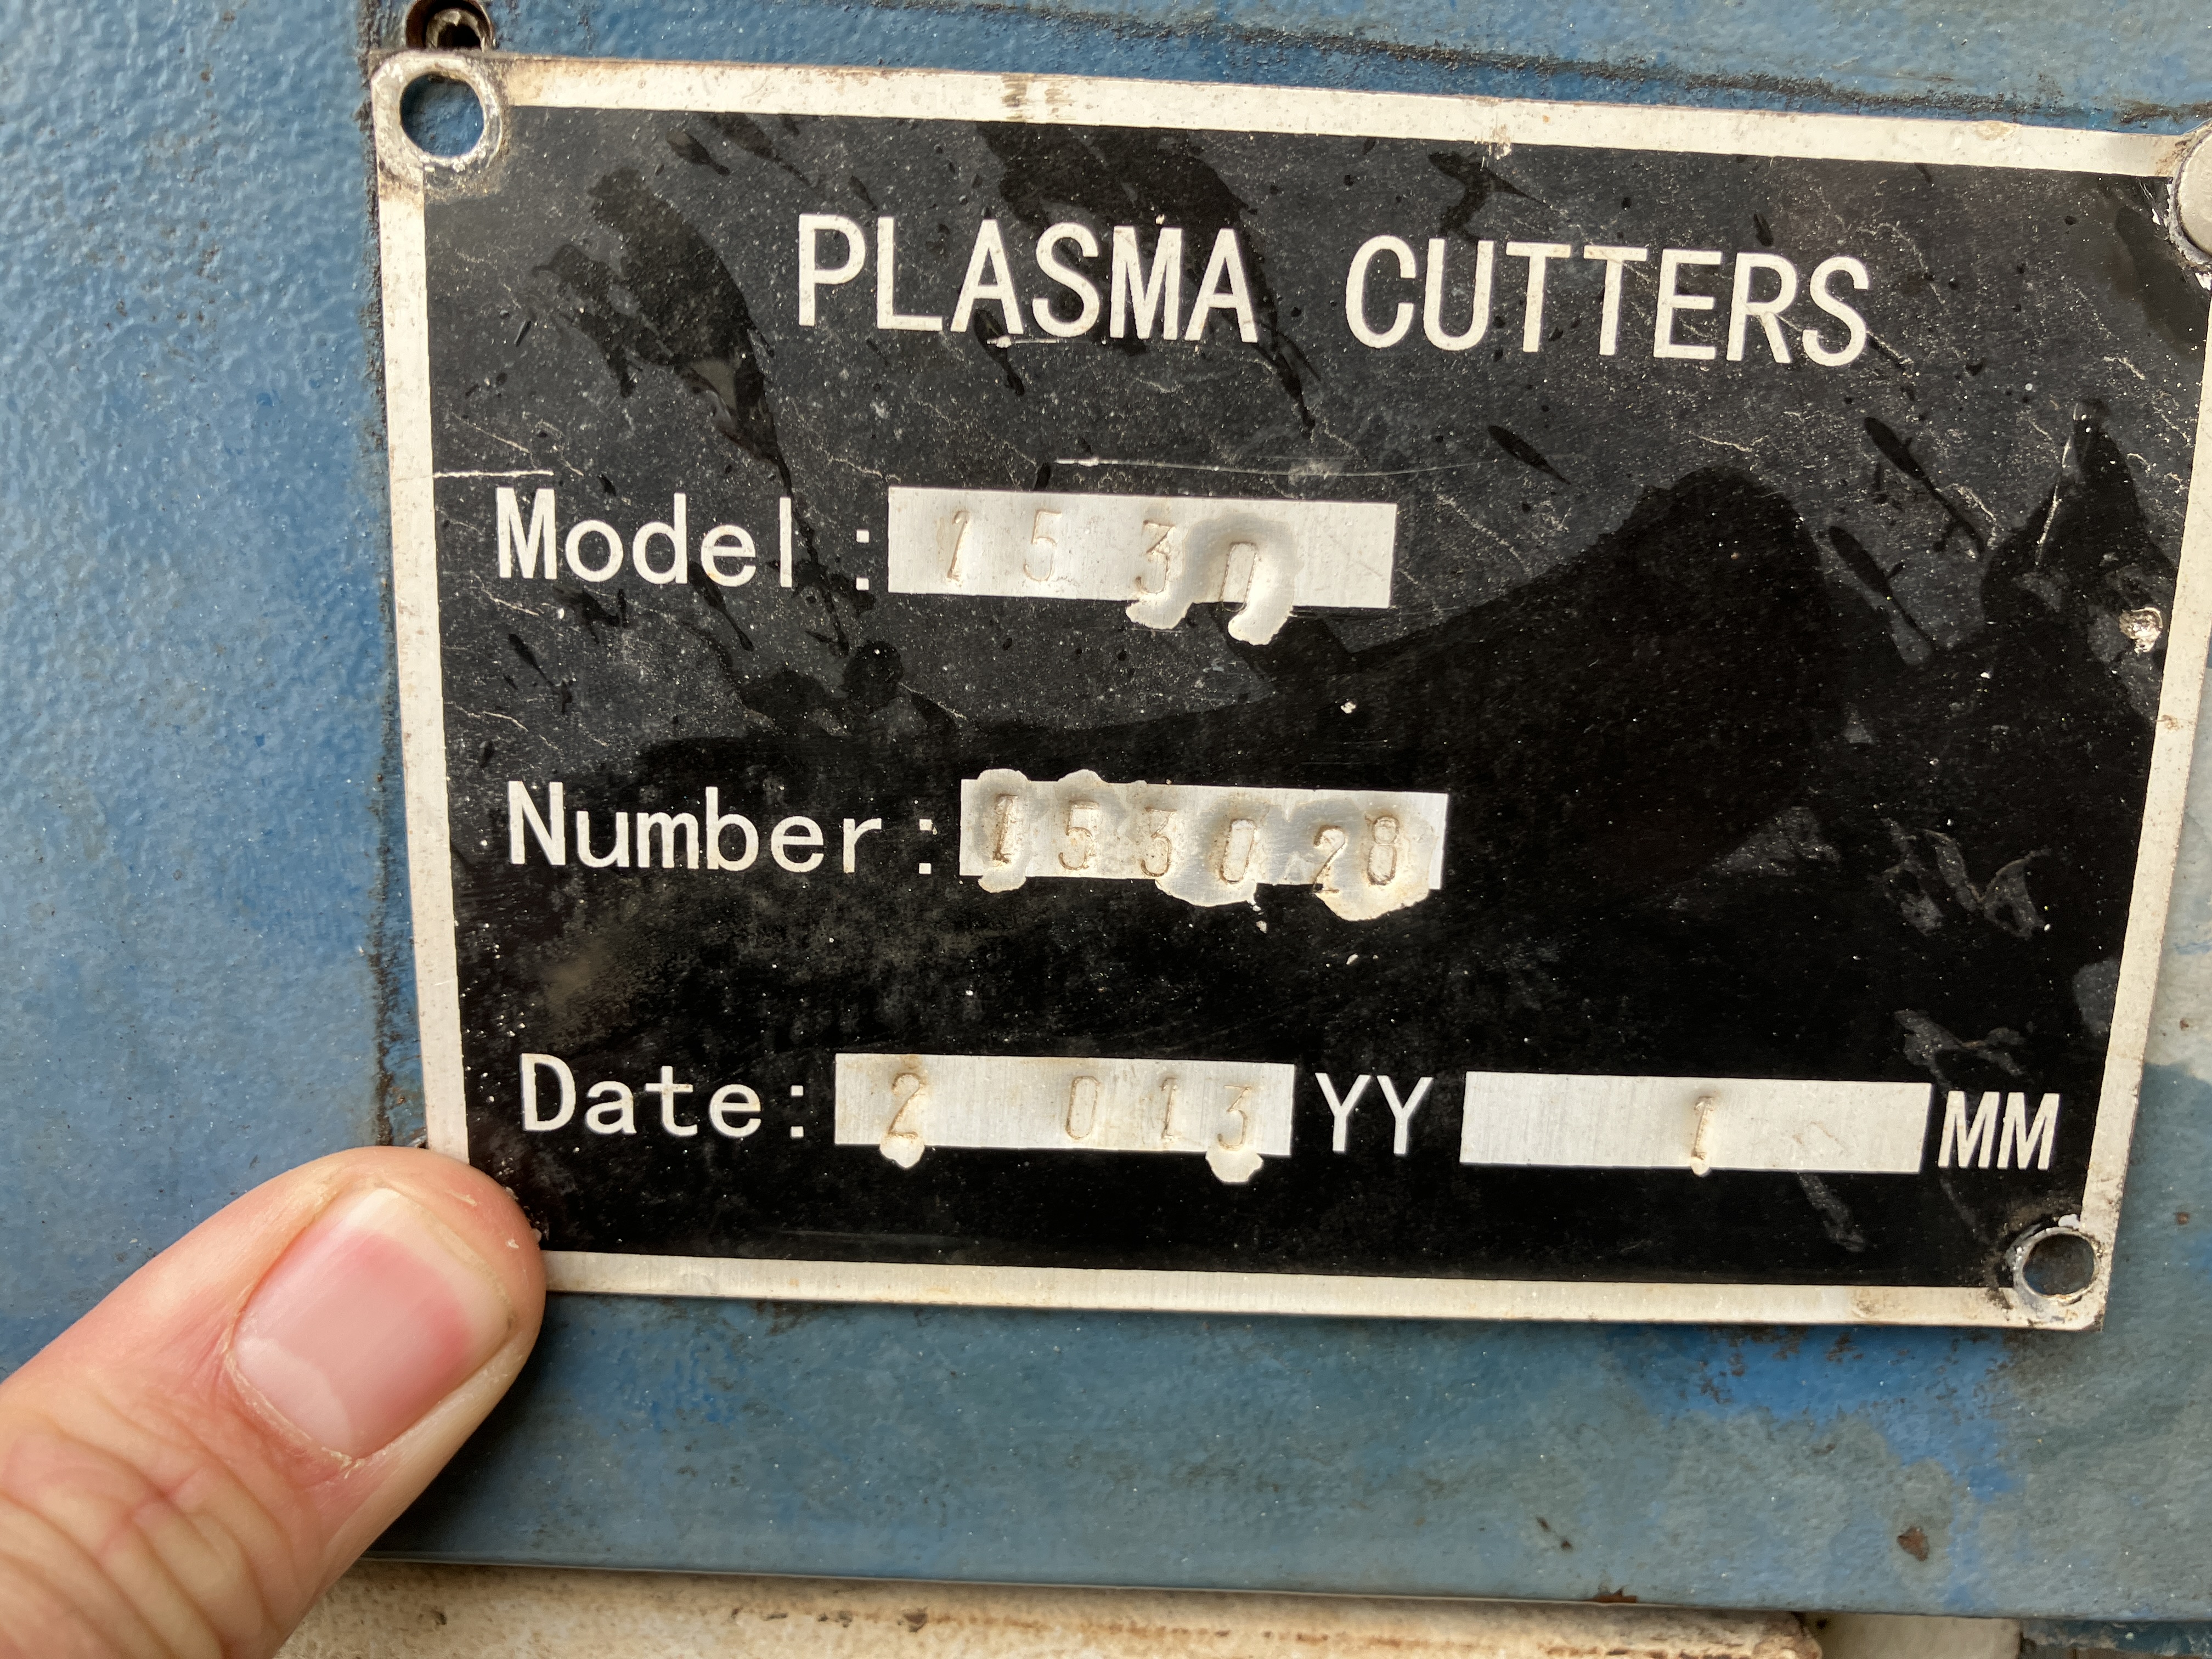 PLASMA CUTTERS
Model: 1530
Number: 153028
Date: 2013 YY 1 MM